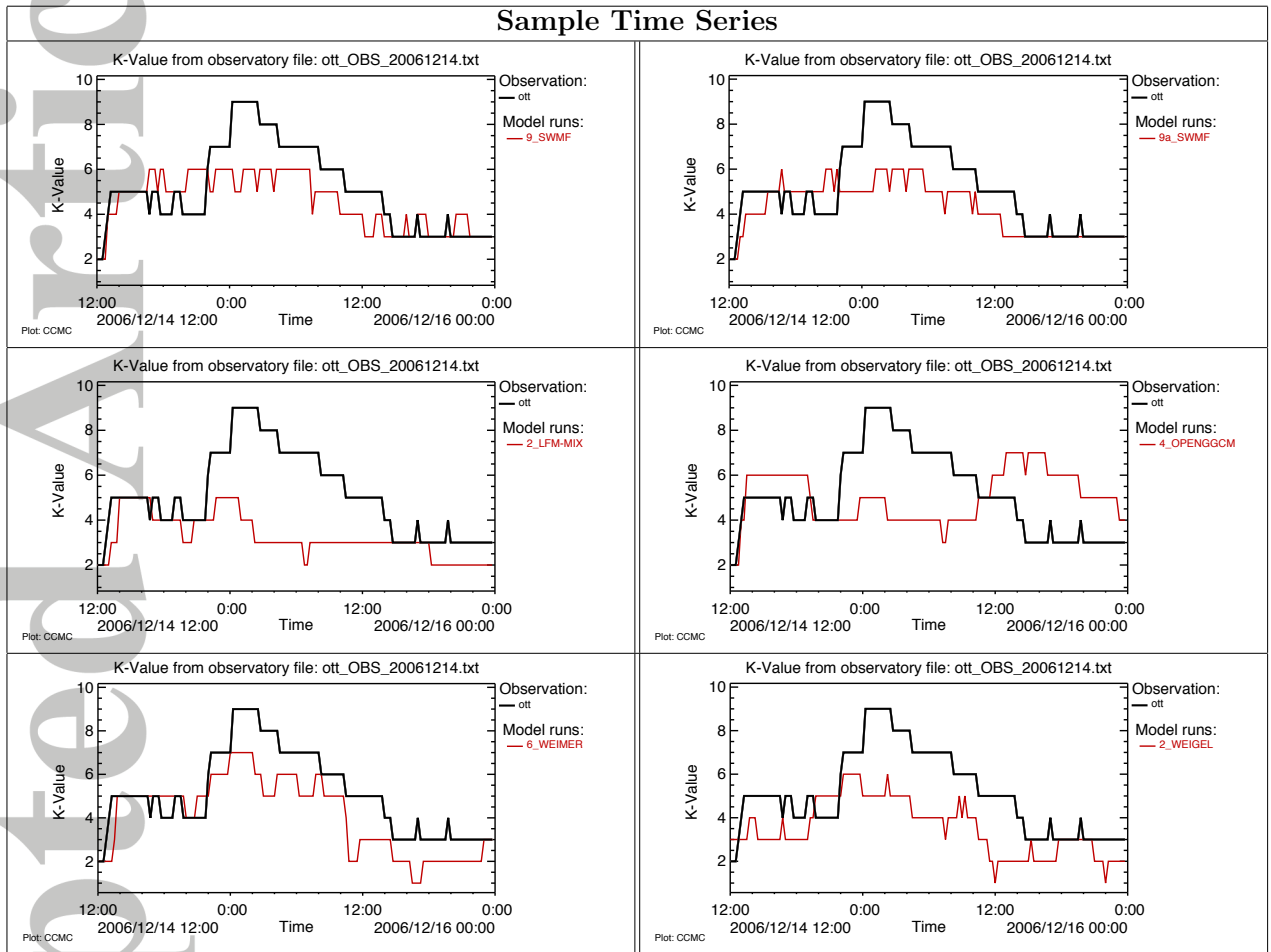 Sample Time Series
K-Value from observatory file: ott_OBS_20061214.txt
10
8
6
4
2
K-Value
12:00
0:00
12:00
0:00
2006/12/14 12:00
Time
2006/12/16 00:00
Plot: CCMC
Observation:
ott
Model runs:
9_SWMF
K-Value from observatory file: ott_OBS_20061214.txt
10
8
6
4
2
K-Value
12:00
0:00
12:00
0:00
2006/12/14 12:00
Time
2006/12/16 00:00
Plot: CCMC
Observation:
ott
Model runs:
9a_SWMF
K-Value from observatory file: ott_OBS_20061214.txt
10
8
6
4
2
K-Value
12:00
0:00
12:00
0:00
2006/12/14 12:00
Time
2006/12/16 00:00
Plot: CCMC
Observation:
ott
Model runs:
2_LFM-MIX
K-Value from observatory file: ott_OBS_20061214.txt
10
8
6
4
2
K-Value
12:00
0:00
12:00
0:00
2006/12/14 12:00
Time
2006/12/16 00:00
Plot: CCMC
Observation:
ott
Model runs:
4_OPENGGCM
K-Value from observatory file: ott_OBS_20061214.txt
10
8
6
4
2
K-Value
12:00
0:00
12:00
0:00
2006/12/14 12:00
Time
2006/12/16 00:00
Plot: CCMC
Observation:
ott
Model runs:
6_WEIMER
K-Value from observatory file: ott_OBS_20061214.txt
10
8
6
4
2
K-Value
12:00
0:00
12:00
0:00
2006/12/14 12:00
Time
2006/12/16 00:00
Plot: CCMC
Observation:
ott
Model runs:
2_WEIGEL
oted Artic